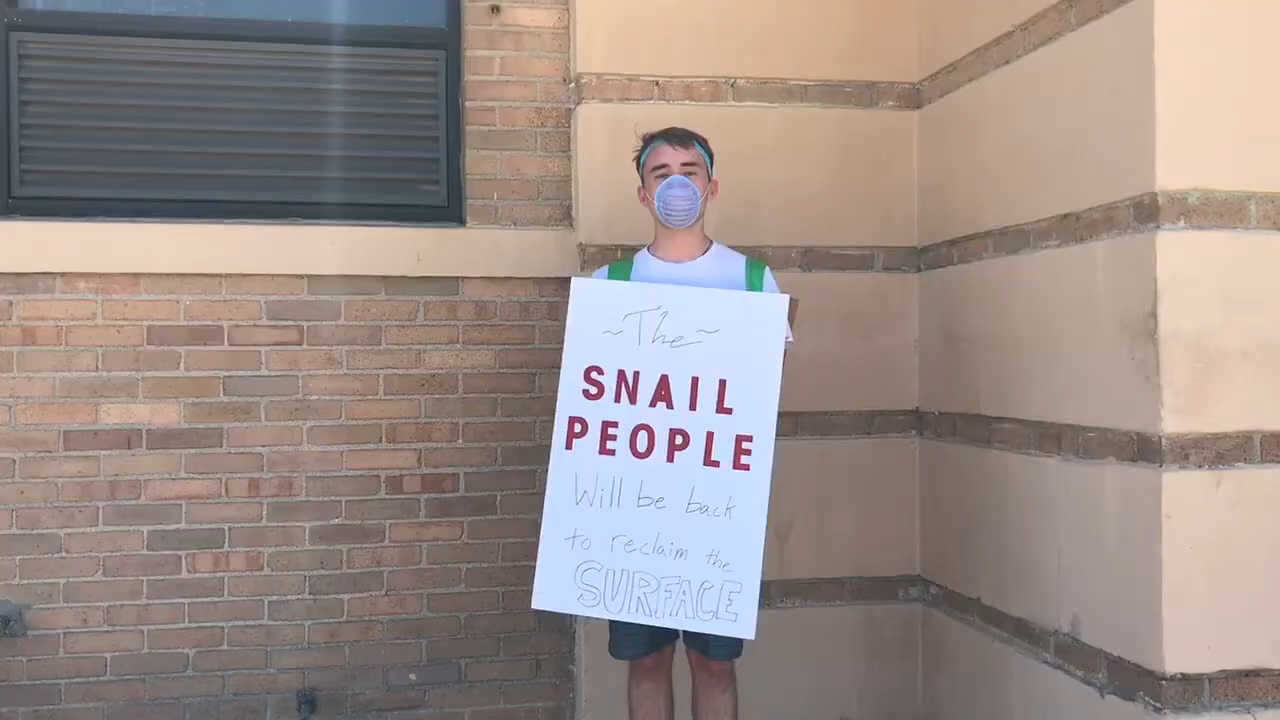 ~The~
SNAIL
PEOPLE
Will be back
to reclaim the
SURFACE